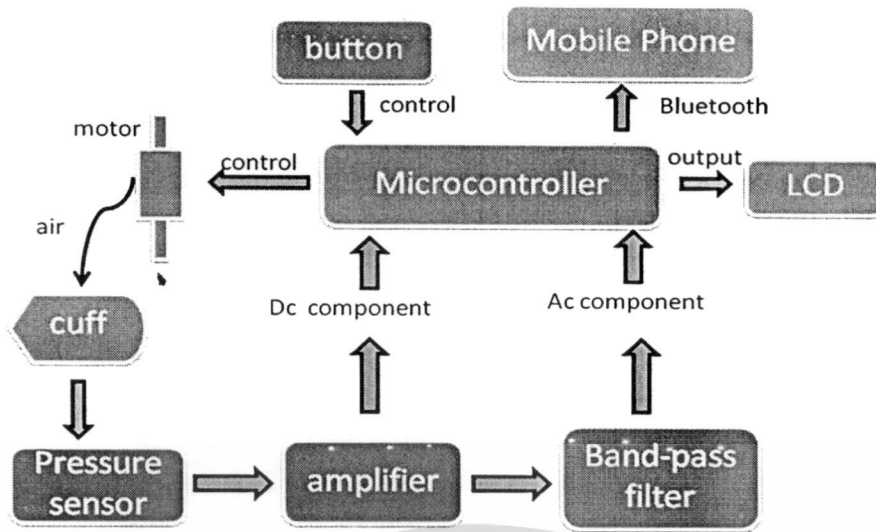 button
Mobile Phone
control
Bluetooth
motor
control
Microcontroller
output
LCD
air
cuff
Dc component
Ac component
Pressure
sensor
amplifier
Band-pass
filter